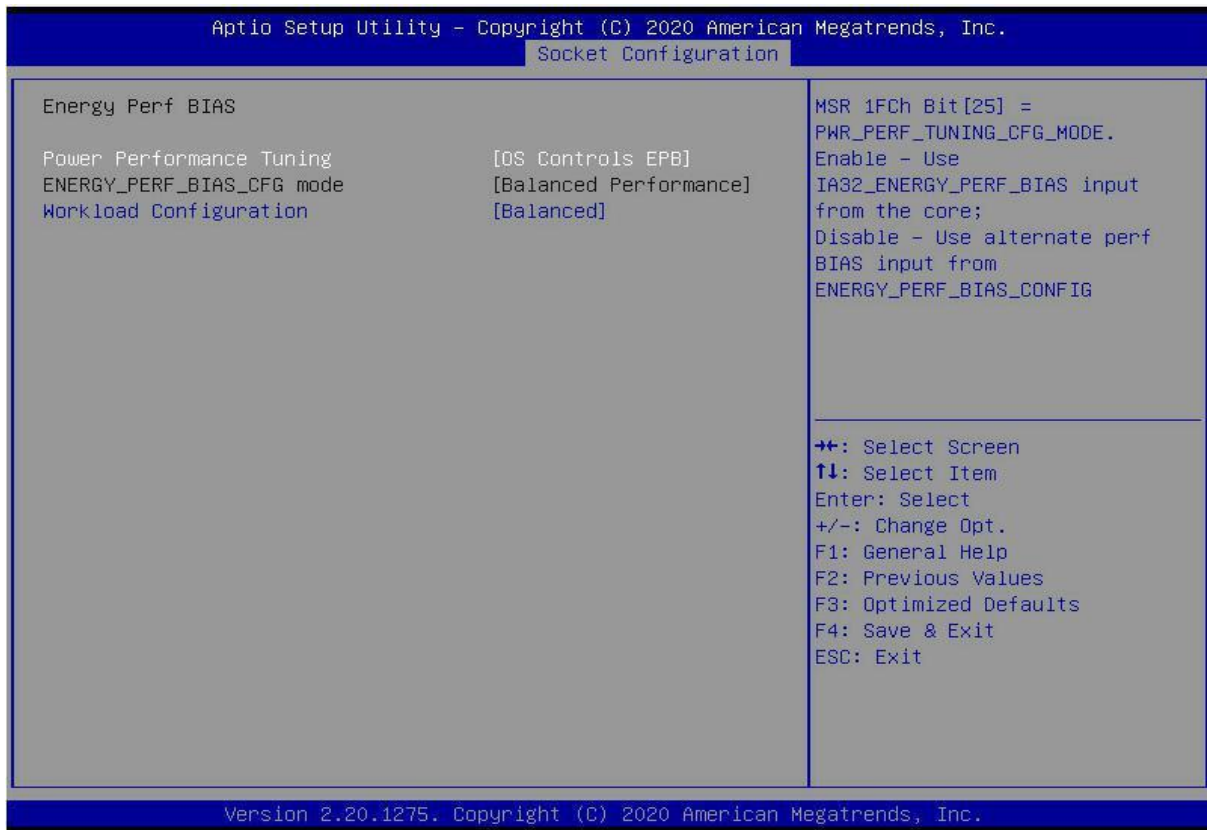 Aptio Setup Utility – Copyright (C) 2020 American Megatrends, Inc.
Socket Configuration
Energy Perf BIAS
Power Performance Tuning [OS Controls EPB]
ENERGY_PERF_BIAS_CFG mode [Balanced Performance]
Workload Configuration [Balanced]
MSR 1FCh Bit[25] =
PWR_PERF_TUNING_CFG_MODE.
Enable – Use
IA32_ENERGY_PERF_BIAS input
from the core;
Disable – Use alternate perf
BIAS input from
ENERGY_PERF_BIAS_CONFIG
→←: Select Screen
↑↓: Select Item
Enter: Select
+/-: Change Opt.
F1: General Help
F2: Previous Values
F3: Optimized Defaults
F4: Save & Exit
ESC: Exit
Version 2.20.1275. Copyright (C) 2020 American Megatrends, Inc.